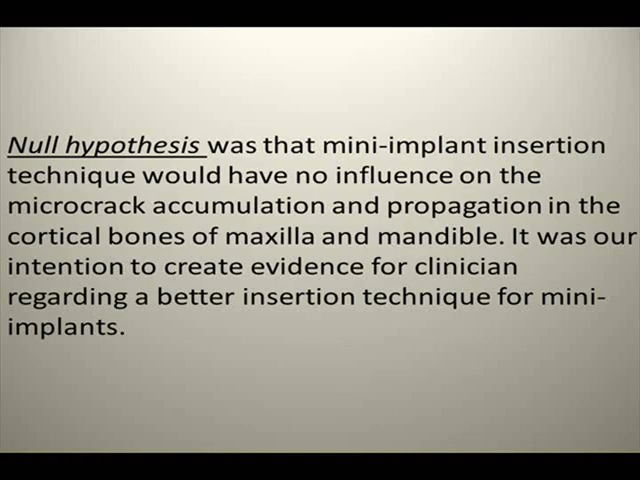 Null hypothesis was that mini-implant insertion
technique would have no influence on the
microcrack accumulation and propagation in the
cortical bones of maxilla and mandible. It was our
intention to create evidence for clinician
regarding a better insertion technique for mini-
implants.